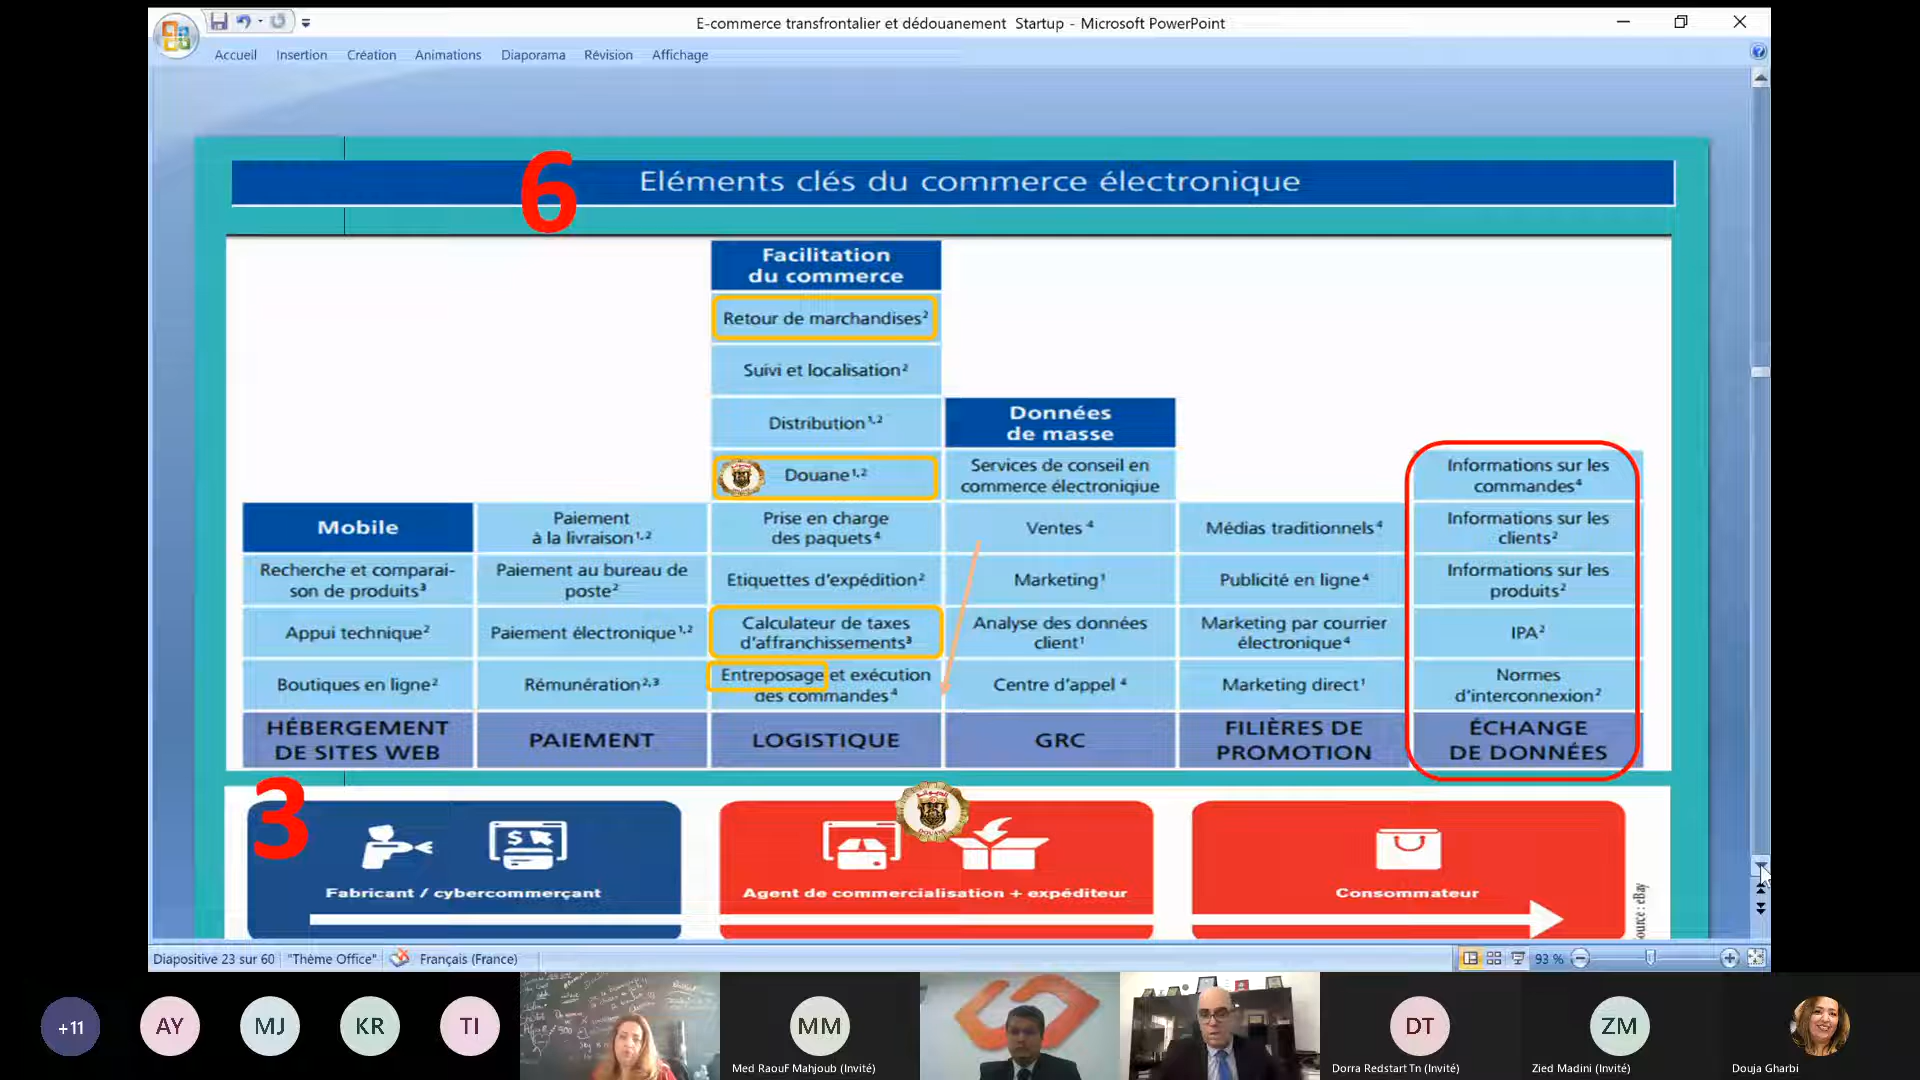 E-commerce transfrontalier et dédouanement Startup - Microsoft PowerPoint
Accueil Insertion Création Animations Diaporama Révision Affichage
6
Eléments clés du commerce électronique
Facilitation
du commerce
Retour de marchandises²
Suivi et localisation²
Distribution¹,²
Données
de masse
Douane¹,²
Services de conseil en
commerce électroniqiue
Informations sur les
commandes⁴
Mobile
Paiement
à la livraison¹,²
Prise en charge
des paquets⁴
Ventes ⁴
Médias traditionnels⁴
Informations sur les
clients²
Recherche et comparai-
son de produits³
Paiement au bureau de
poste²
Etiquettes d'expédition²
Marketing¹
Publicité en ligne⁴
Informations sur les
produits²
Appui technique²
Paiement électronique¹,²
Calculateur de taxes
d'affranchissements³
Analyse des données
client¹
Marketing par courrier
électronique⁴
IPA²
Boutiques en ligne²
Rémunération²,³
Entreposage et exécution
des commandes⁴
Centre d'appel ⁴
Marketing direct¹
Normes
d'interconnexion²
HÉBERGEMENT
DE SITES WEB
PAIEMENT
LOGISTIQUE
GRC
FILIÈRES DE
PROMOTION
ÉCHANGE
DE DONNÉES
3
Fabricant / cybercommerçant
Agent de commercialisation + expéditeur
Consommateur
ource : eBay
Diapositive 23 sur 60 "Thème Office" Français (France) 93 %
+11 AY MJ KR TI MM DT ZM
Med RaouF Mahjoub (Invité) Dorra Redstart Tn (Invité) Zied Madini (Invité) Douja Gharbi